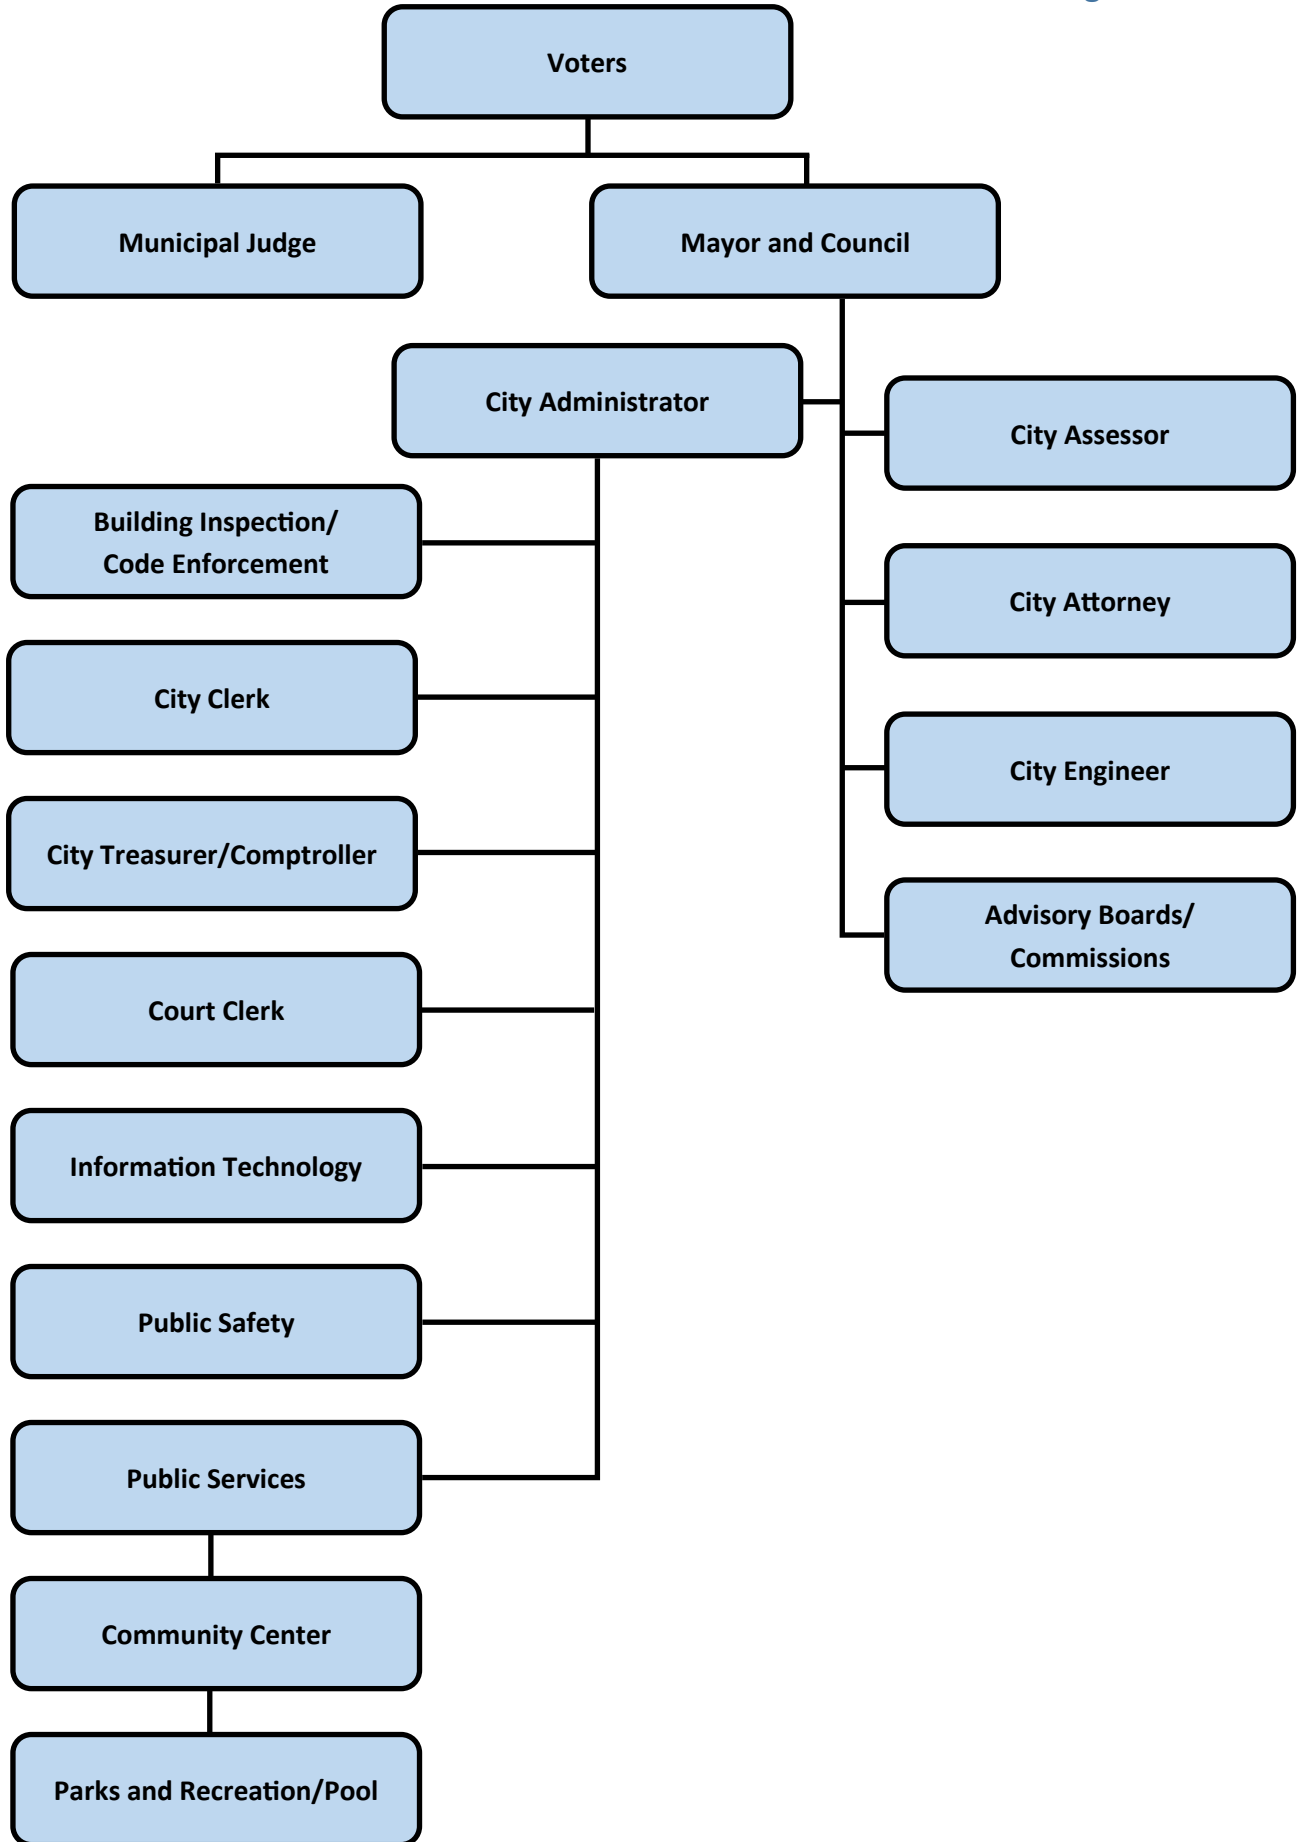 Voters
Municipal Judge
Mayor and Council
City Administrator
City Assessor
Building Inspection/
Code Enforcement
City Attorney
City Clerk
City Engineer
City Treasurer/Comptroller
Advisory Boards/
Commissions
Court Clerk
Information Technology
Public Safety
Public Services
Community Center
Parks and Recreation/Pool